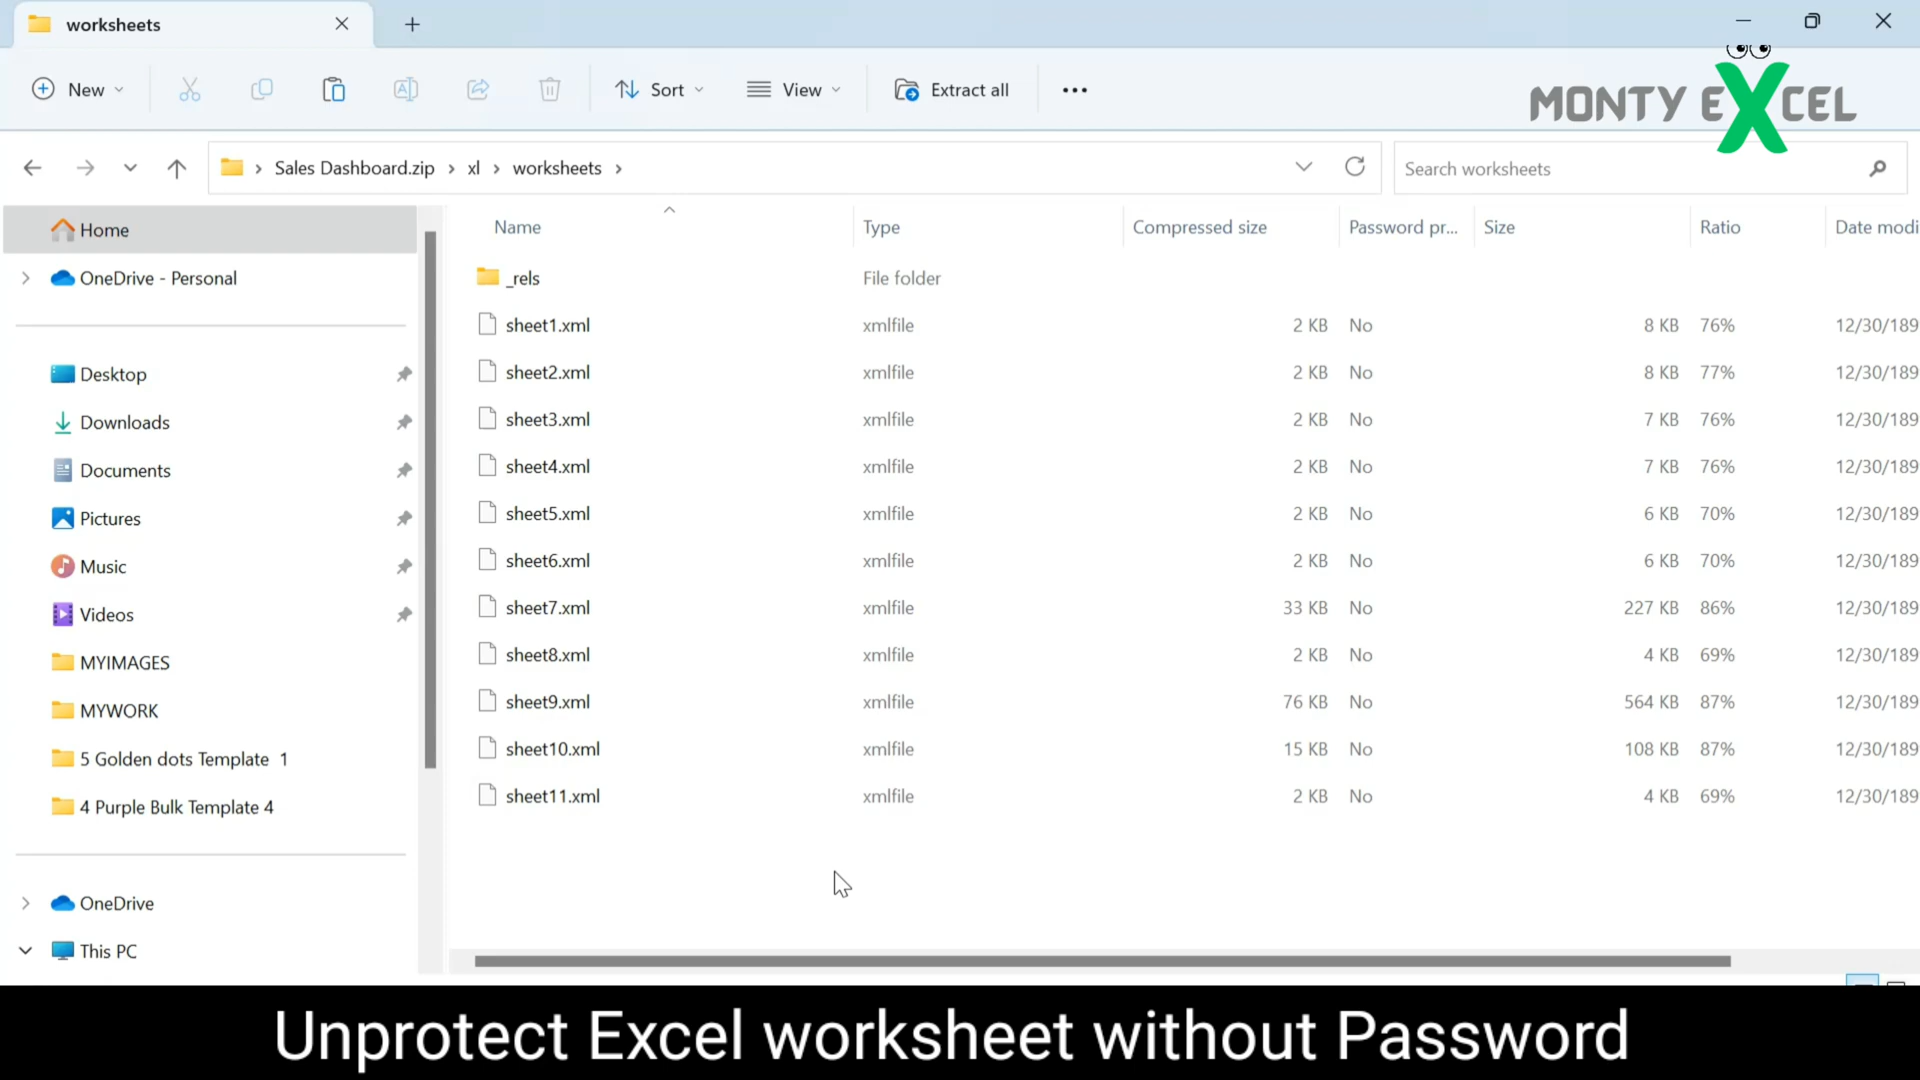 worksheets
New
Sort
View
Extract all
MONTY EXCEL
Sales Dashboard.zip > xl > worksheets >
Search worksheets
Name Type Compressed size Password pr... Size Ratio Date modi
Home
OneDrive - Personal
Desktop
Downloads
Documents
Pictures
Music
Videos
MYIMAGES
MYWORK
5 Golden dots Template 1
4 Purple Bulk Template 4
OneDrive
This PC
_rels File folder
sheet1.xml xmlfile 2 KB No 8 KB 76% 12/30/189
sheet2.xml xmlfile 2 KB No 8 KB 77% 12/30/189
sheet3.xml xmlfile 2 KB No 7 KB 76% 12/30/189
sheet4.xml xmlfile 2 KB No 7 KB 76% 12/30/189
sheet5.xml xmlfile 2 KB No 6 KB 70% 12/30/189
sheet6.xml xmlfile 2 KB No 6 KB 70% 12/30/189
sheet7.xml xmlfile 33 KB No 227 KB 86% 12/30/189
sheet8.xml xmlfile 2 KB No 4 KB 69% 12/30/189
sheet9.xml xmlfile 76 KB No 564 KB 87% 12/30/189
sheet10.xml xmlfile 15 KB No 108 KB 87% 12/30/189
sheet11.xml xmlfile 2 KB No 4 KB 69% 12/30/189
Unprotect Excel worksheet without Password